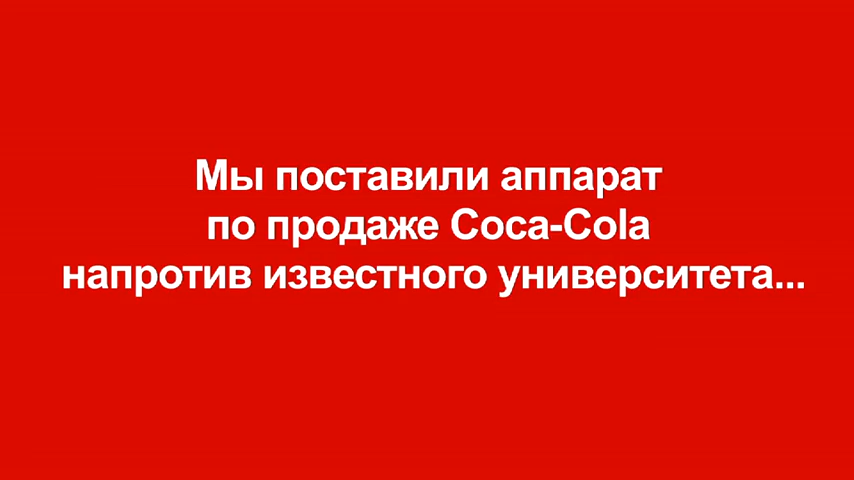 Мы поставили аппарат
по продаже Coca-Cola
напротив известного университета...